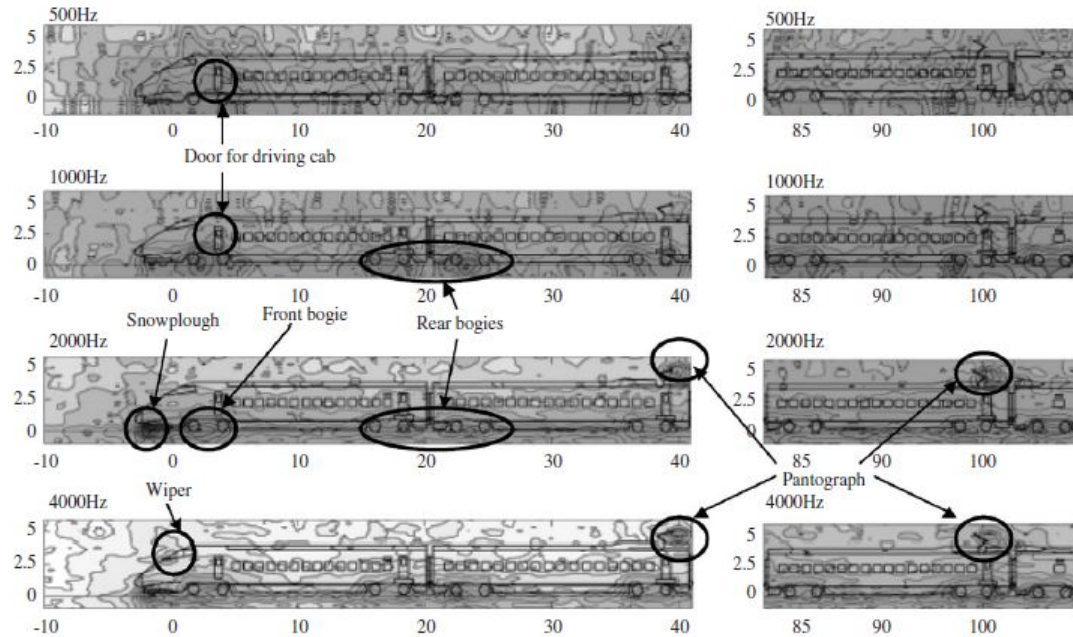 500Hz 500Hz
5 5
2.5 2.5
0 0
-10 0 10 20 30 40 85 90 100
Door for driving cab
1000Hz 1000Hz
5 5
2.5 2.5
0 0
-10 0 10 20 30 40 85 90 100
Snowplough Front bogie Rear bogies
2000Hz 2000Hz
5 5
2.5 2.5
0 0
-10 0 10 20 30 40 85 90 100
Wiper Pantograph
4000Hz 4000Hz
5 5
2.5 2.5
0 0
-10 0 10 20 30 40 85 90 100